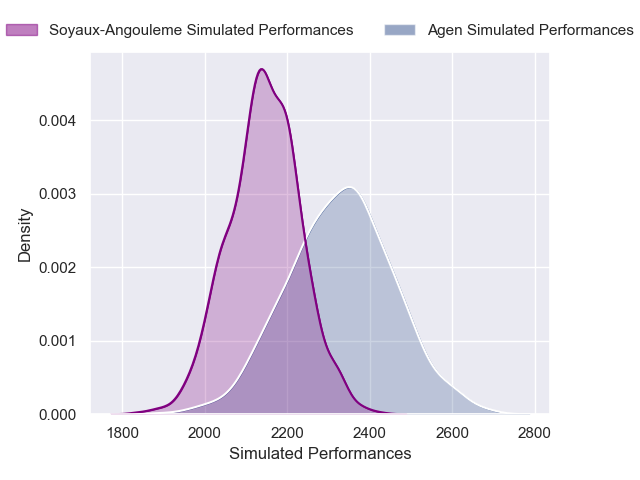 Soyaux-Angouleme Simulated Performances
Agen Simulated Performances
Density
0.004
0.003
0.002
0.001
0.000
1800 2000 2200 2400 2600 2800
Simulated Performances